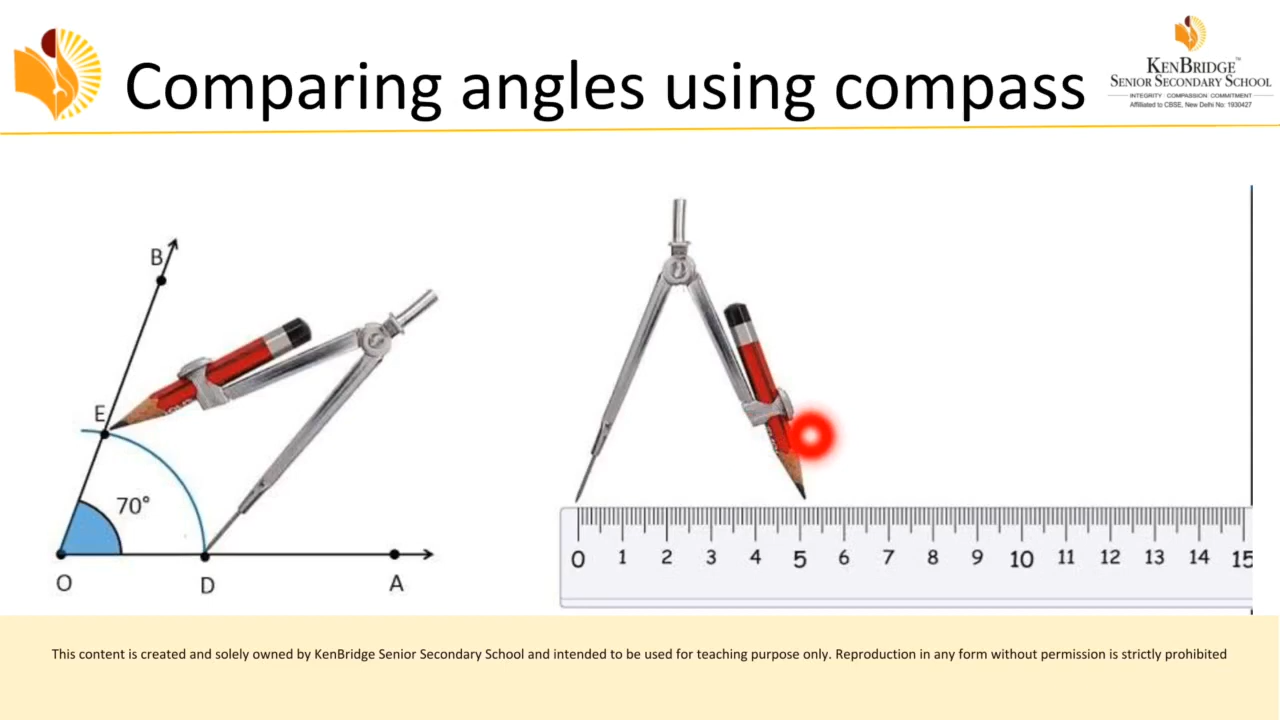 Comparing angles using compass
KENBRIDGE™
SENIOR SECONDARY SCHOOL
INTEGRITY | COMPASSION | COMMITMENT
Affiliated to CBSE, New Delhi No: 1930427
B
E
70°
O
D
A
0 1 2 3 4 5 6 7 8 9 10 11 12 13 14 15
This content is created and solely owned by KenBridge Senior Secondary School and intended to be used for teaching purpose only. Reproduction in any form without permission is strictly prohibited